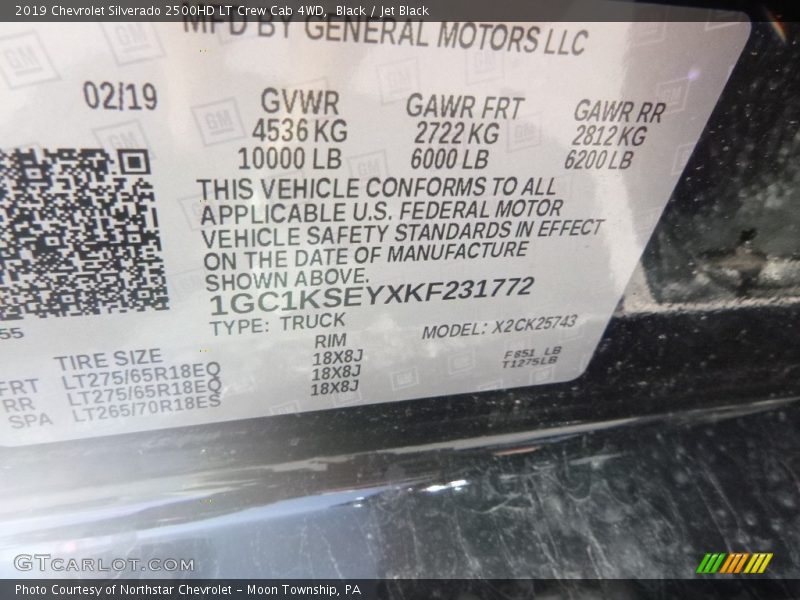 2019 Chevrolet Silverado 2500HD LT Crew Cab 4WD, Black / Jet Black
MFD BY GENERAL MOTORS LLC
02/19
GVWR GAWR FRT GAWR RR
4536 KG 2722 KG 2812 KG
10000 LB 6000 LB 6200 LB
THIS VEHICLE CONFORMS TO ALL
APPLICABLE U.S. FEDERAL MOTOR
VEHICLE SAFETY STANDARDS IN EFFECT
ON THE DATE OF MANUFACTURE
SHOWN ABOVE.
1GC1KSEYXKF231772
55
TYPE: TRUCK MODEL: X2CK25743
TIRE SIZE RIM
FRT LT275/65R18EQ 18X8J F851 LB
RR LT275/65R18EQ 18X8J T1275LB
SPA LT265/70R18ES 18X8J
GTCARLOT.COM
Photo Courtesy of Northstar Chevrolet - Moon Township, PA